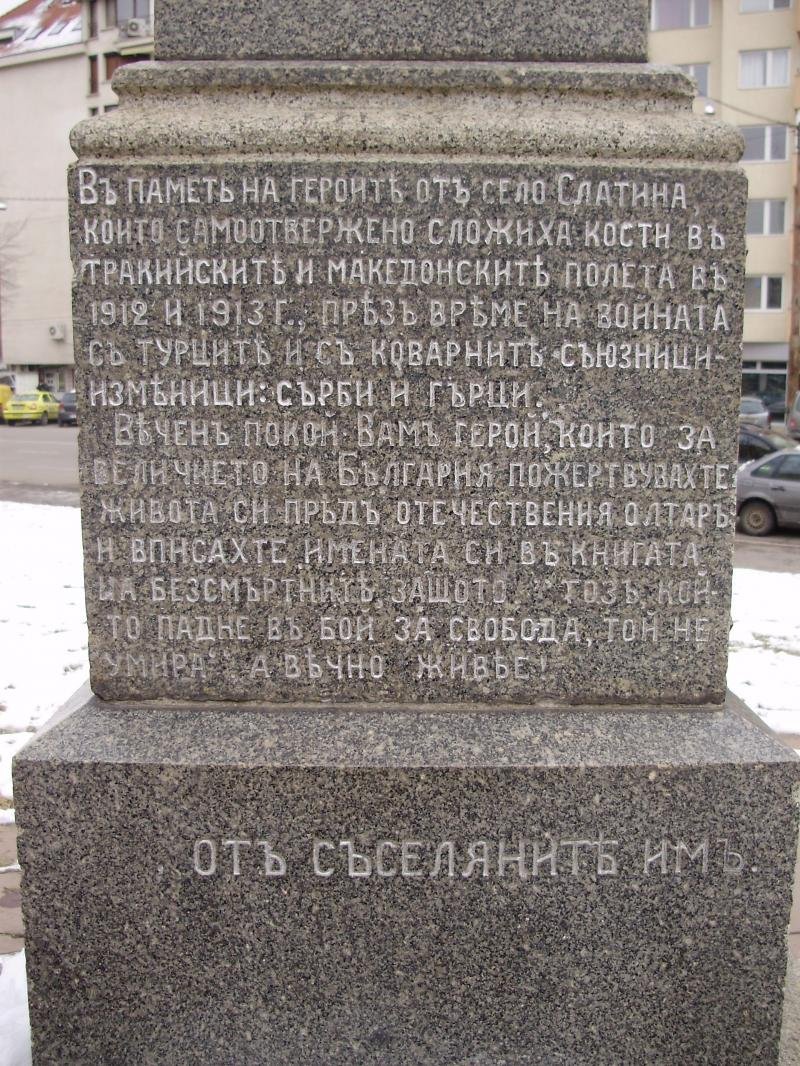 Въ паметь на героитѣ отъ село Слатина,
които самоотвержено сложиха кости въ
тракийскитѣ и македонскитѣ полета въ
1912 и 1913 г., прѣзъ врѣме на войната
съ турцитѣ и съ коварнитѣ съюзници-
измѣници: сърби и гърци.
Вѣченъ покой Вамъ герои, които за
величието на България пожертвувахте
живота си прѣдъ отечествения олтарь
и вписахте имената си въ книгата
на безсмъртнитѣ, защото "тозъ, кой-
то падне въ бой за свобода, той не
умира", а вѣчно живѣе!
отъ съселянитѣ имъ.